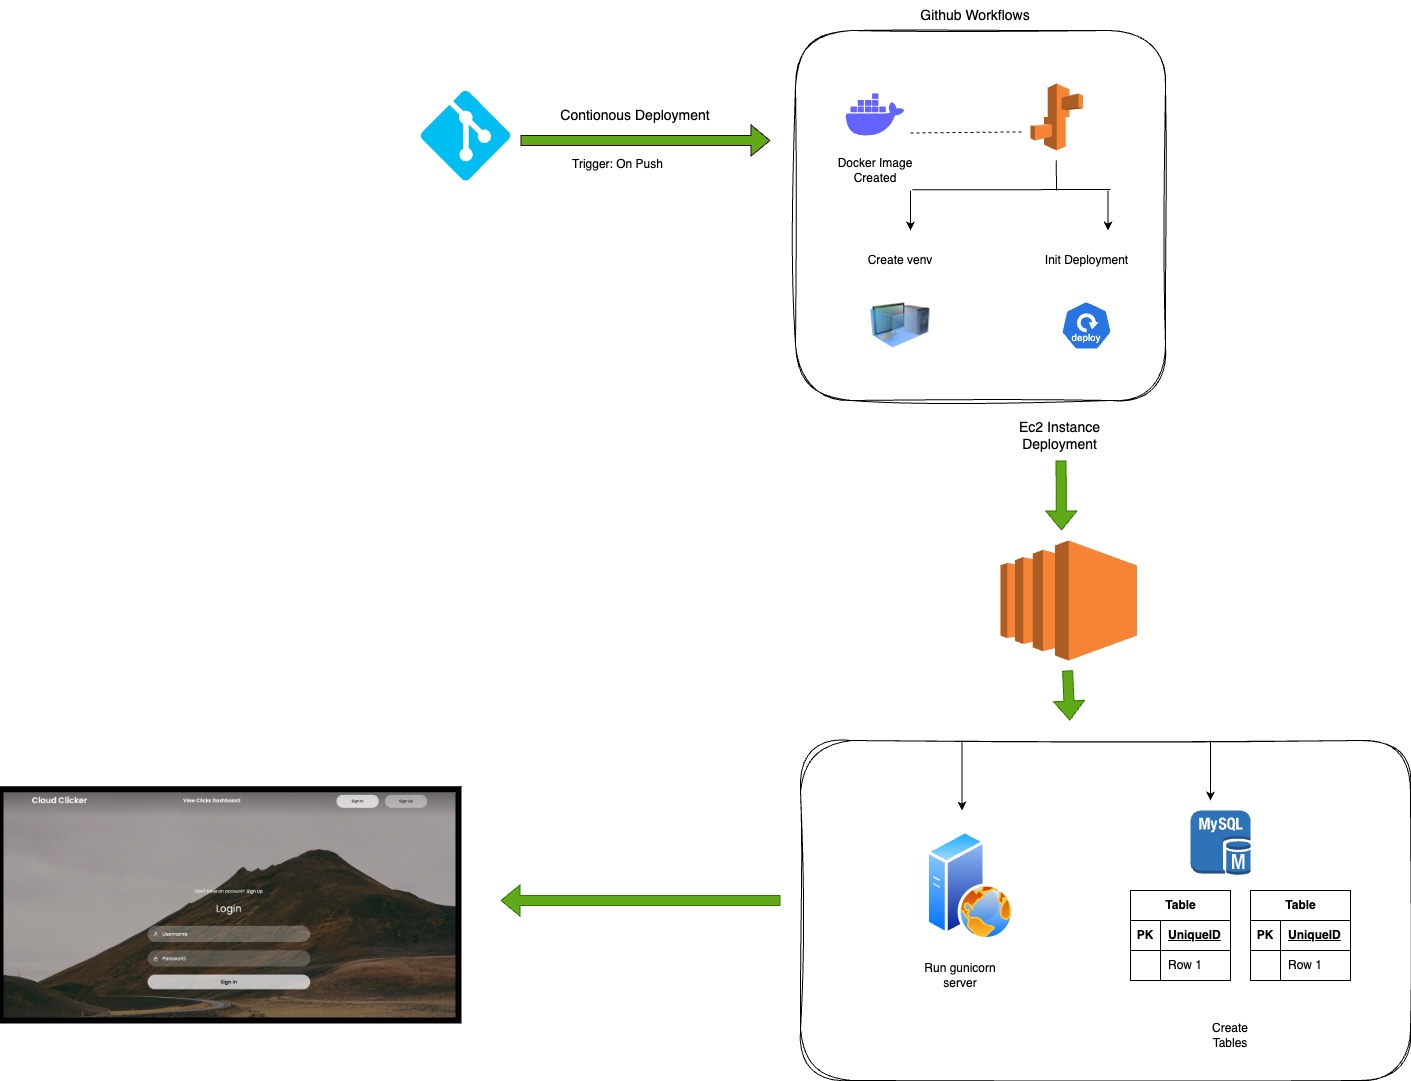 Github Workflows
Contionous Deployment
Trigger: On Push
Docker Image
Created
Create venv
Init Deployment
deploy
Ec2 Instance
Deployment
Cloud Clicker
View Clicks Dashboard
Sign In
Sign Up
Don't have an account? Sign Up
Login
Username
Password
Sign In
Run gunicorn
server
MySQL
M
Table
PK UniqueID
Row 1
Table
PK UniqueID
Row 1
Create
Tables